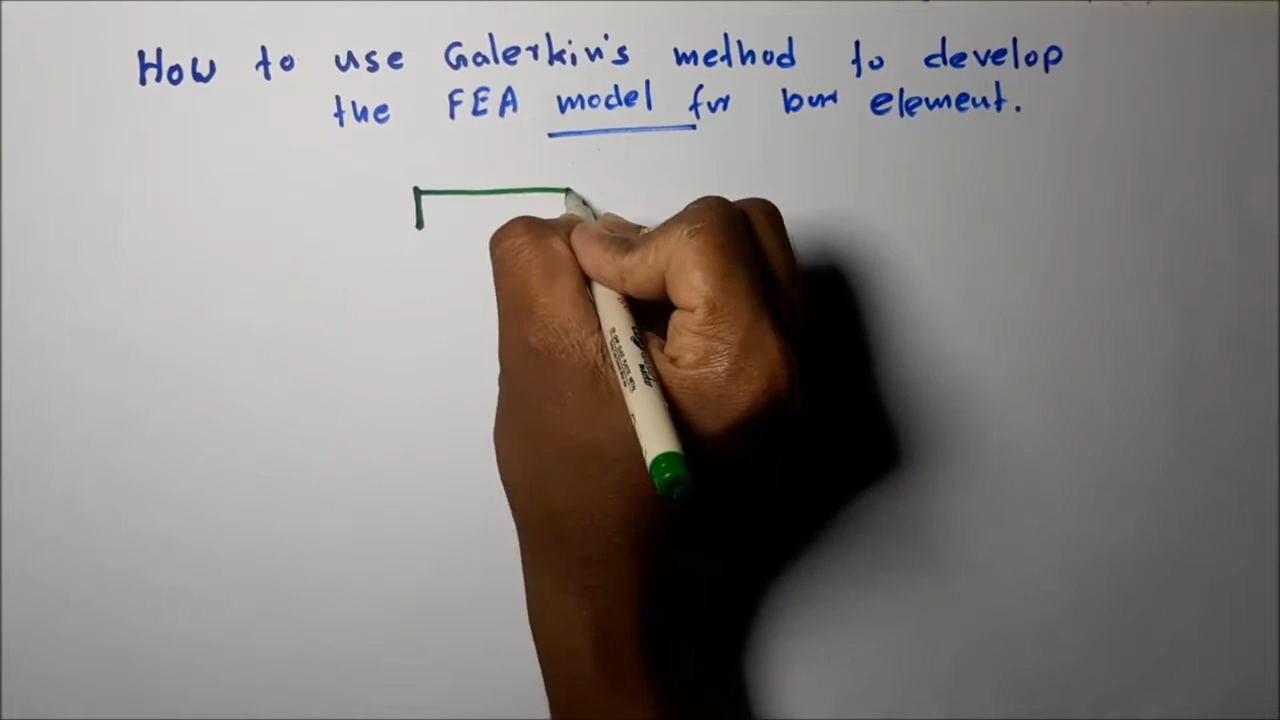 How to use Galerkin's method to develop
the FEA model for bar element.